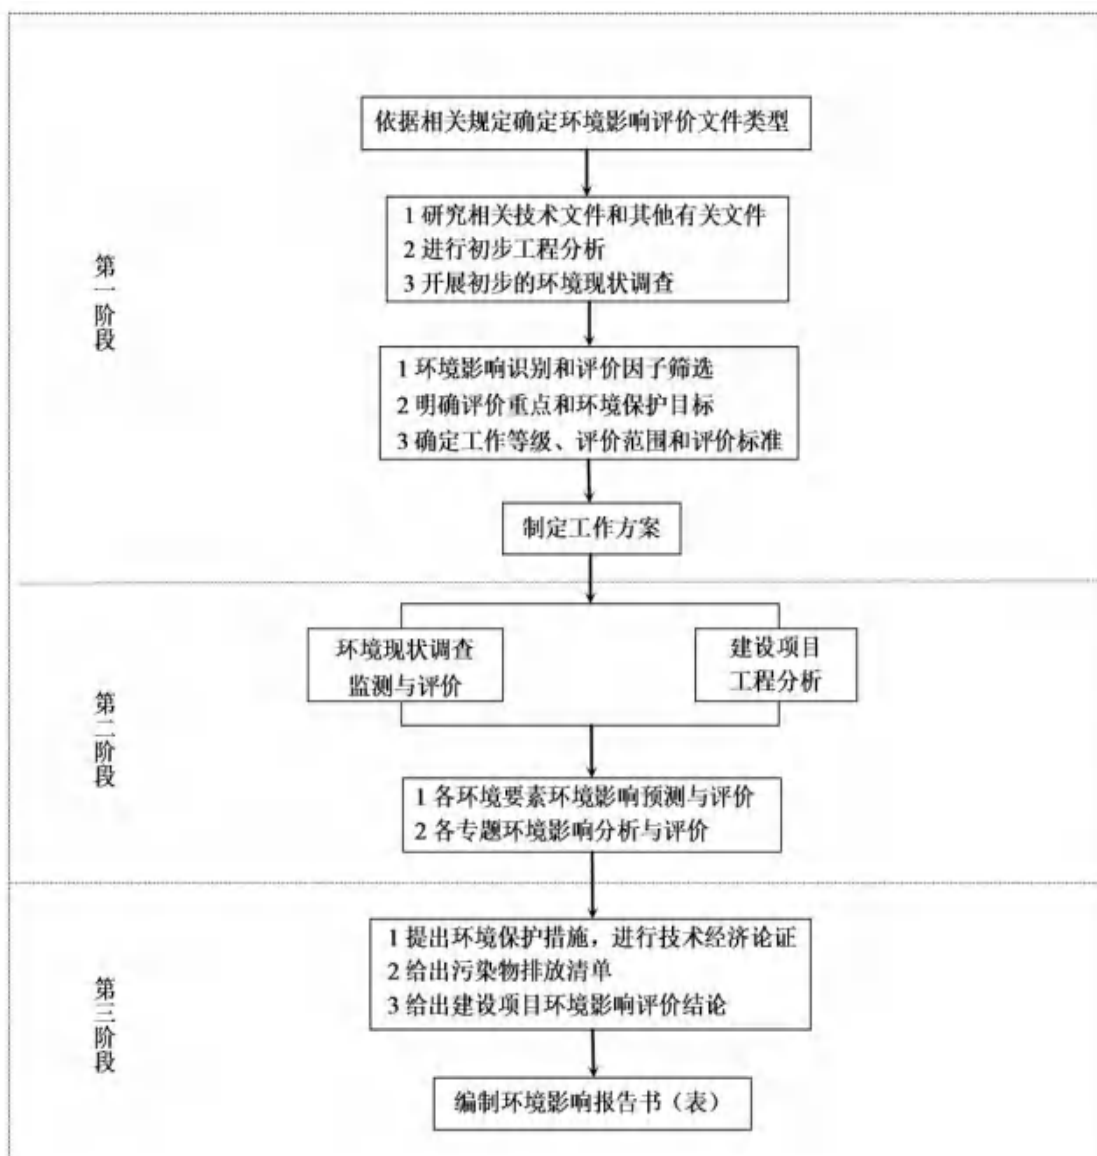 依据相关规定确定环境影响评价文件类型
1 研究相关技术文件和其他有关文件
2 进行初步工程分析
3 开展初步的环境现状调查
第一阶段
1 环境影响识别和评价因子筛选
2 明确评价重点和环境保护目标
3 确定工作等级、评价范围和评价标准
制定工作方案
第二阶段
环境现状调查
监测与评价
建设项目
工程分析
1 各环境要素环境影响预测与评价
2 各专题环境影响分析与评价
第三阶段
1 提出环境保护措施，进行技术经济论证
2 给出污染物排放清单
3 给出建设项目环境影响评价结论
编制环境影响报告书（表）